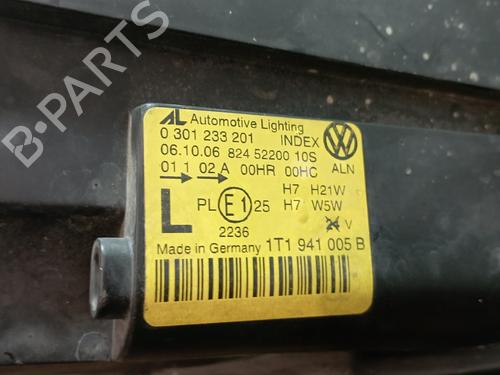 AL Automotive Lighting
0 301 233 201 INDEX
06.10.06 824 52200 10S
01 1 02 A 00HR 00HC ALN
H7 H21W
L PL E1 25 H7 W5W
2236 24 V
Made in Germany 1T1 941 005 B
B-PARTS